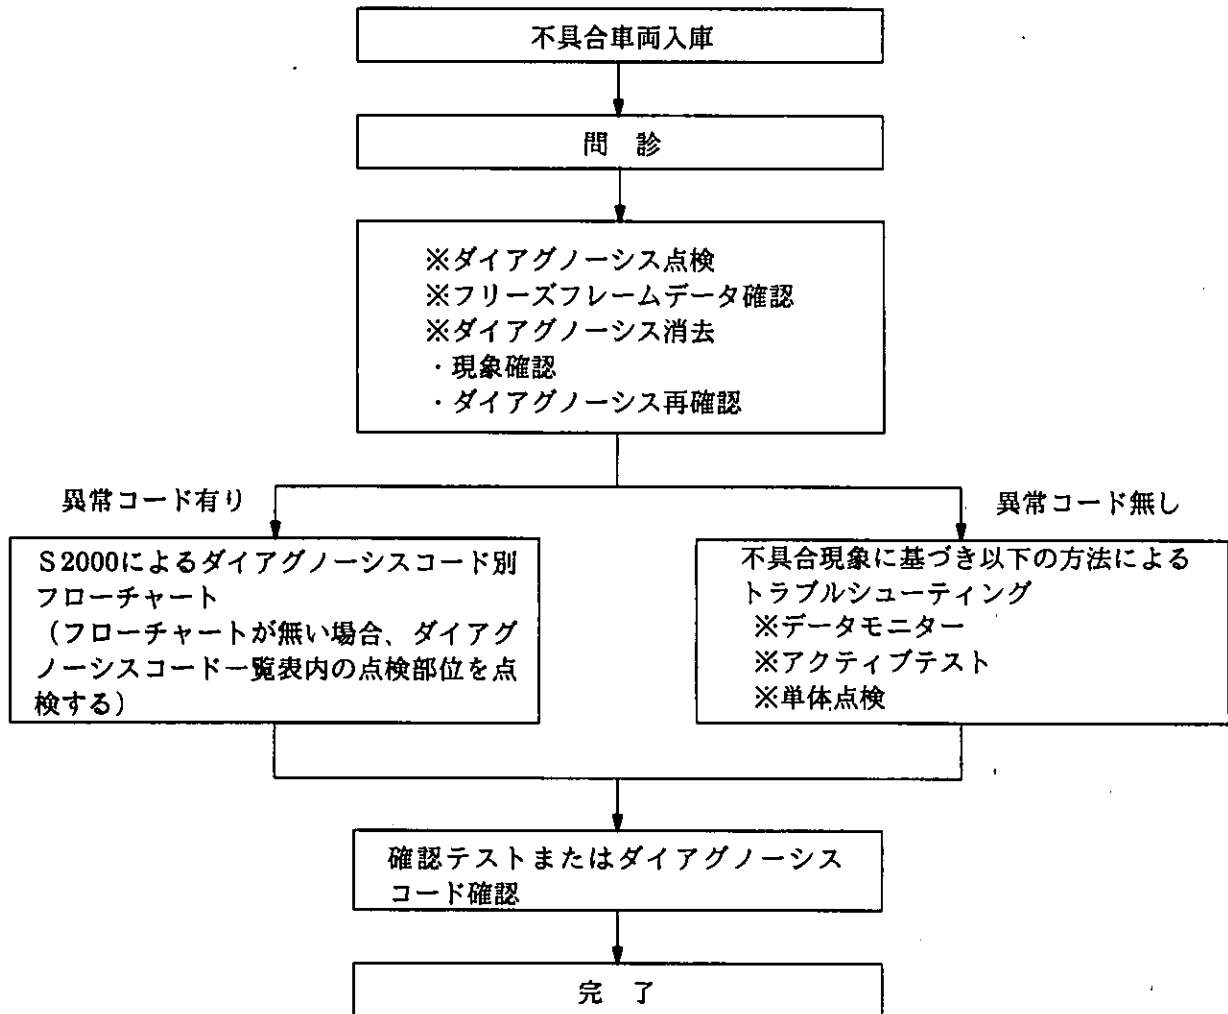 不具合車両入庫
問 診
※ダイアグノーシス点検
※フリーズフレームデータ確認
※ダイアグノーシス消去
・現象確認
・ダイアグノーシス再確認
異常コード有り
異常コード無し
S2000によるダイアグノーシスコード別
フローチャート
(フローチャートが無い場合、ダイアグ
ノーシスコード一覧表内の点検部位を点
検する)
不具合現象に基づき以下の方法による
トラブルシューティング
※データモニター
※アクティブテスト
※単体点検
確認テストまたはダイアグノーシス
コード確認
完 了